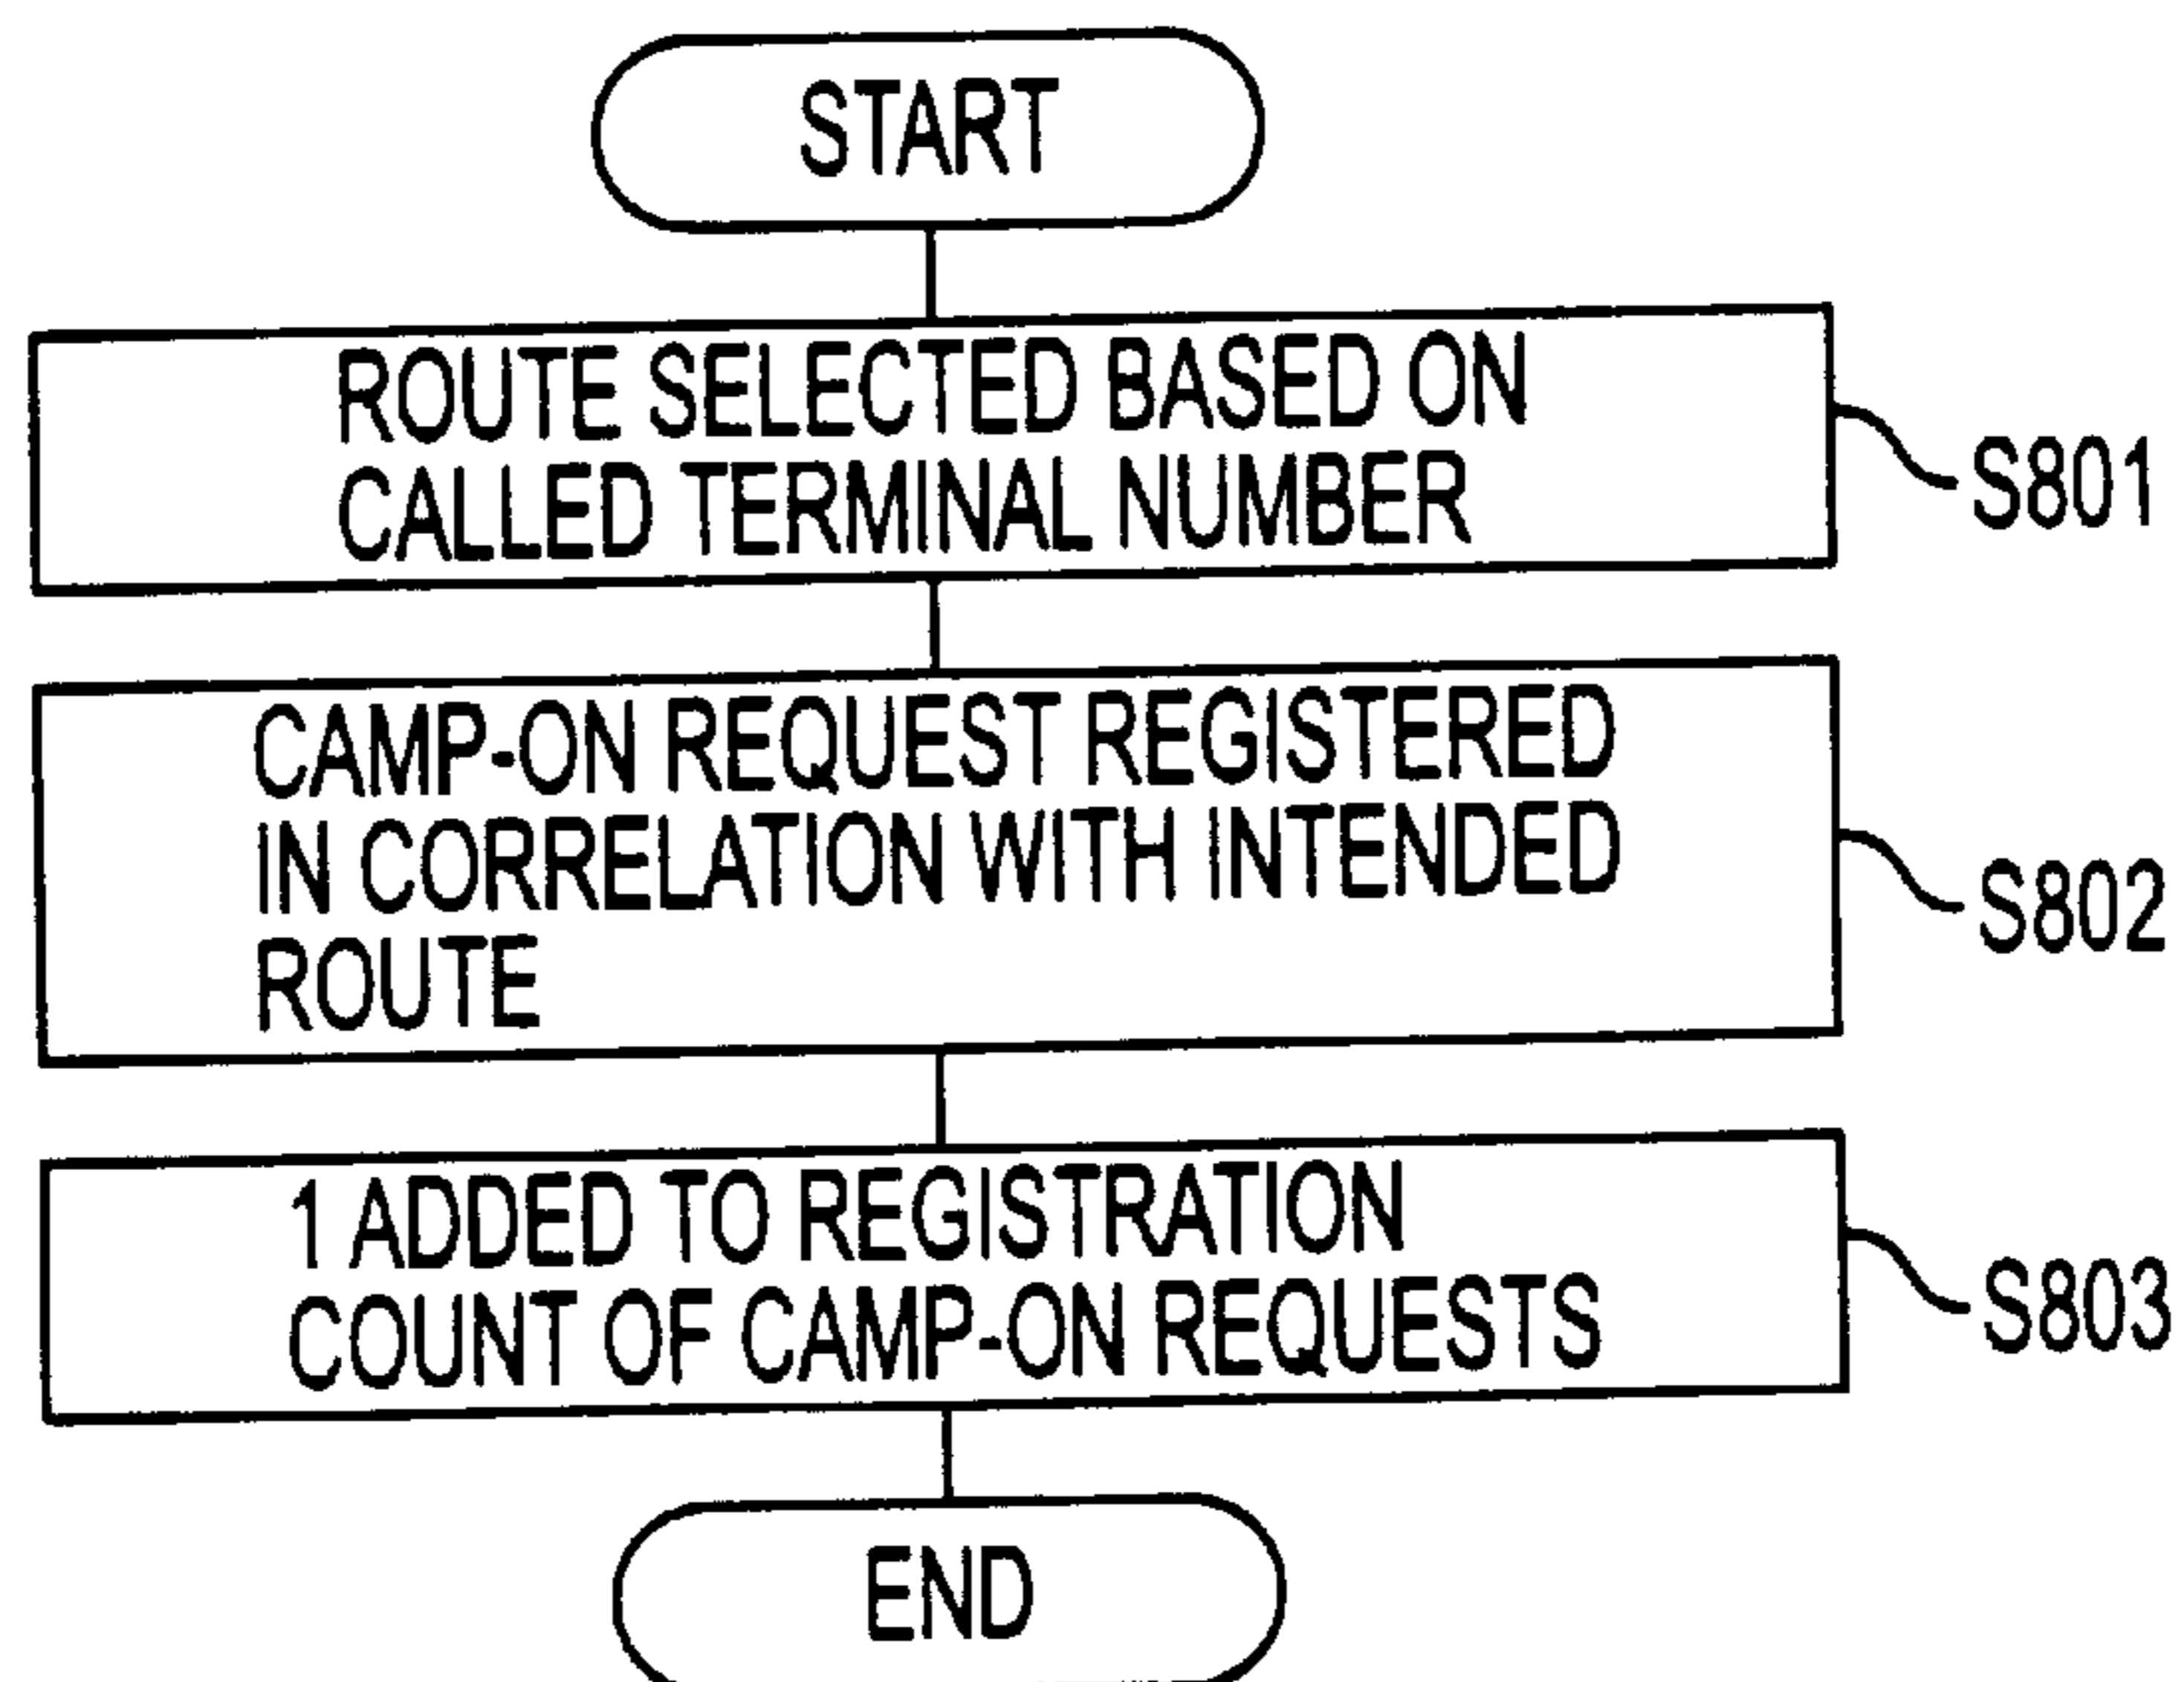 START
ROUTE SELECTED BASED ON
CALLED TERMINAL NUMBER
S801
CAMP-ON REQUEST REGISTERED
IN CORRELATION WITH INTENDED
ROUTE
S802
1 ADDED TO REGISTRATION
COUNT OF CAMP-ON REQUESTS
S803
END